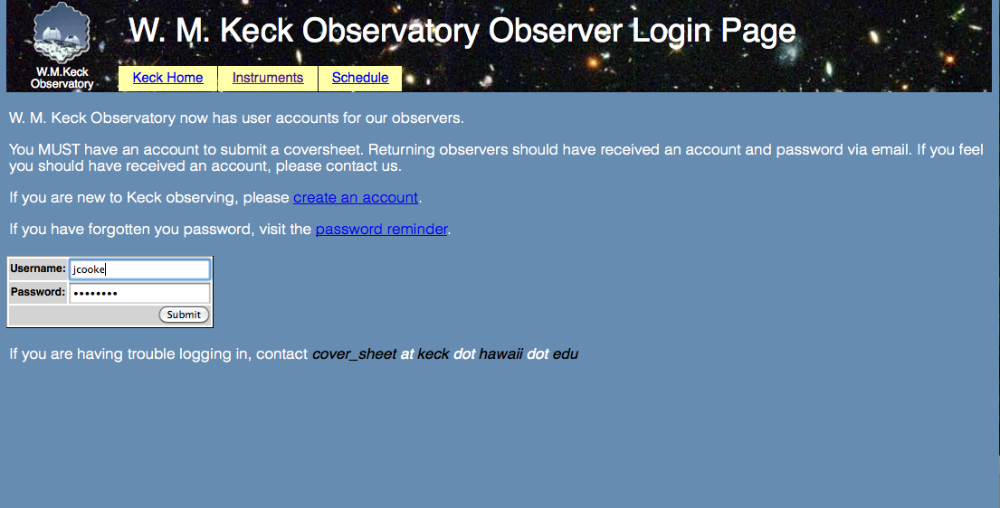 W. M. Keck Observatory Observer Login Page
W.M.Keck
Observatory
Keck Home Instruments Schedule
W. M. Keck Observatory now has user accounts for our observers.
You MUST have an account to submit a coversheet. Returning observers should have received an account and password via email. If you feel
you should have received an account, please contact us.
If you are new to Keck observing, please create an account.
If you have forgotten you password, visit the password reminder.
Username: jcooke
Password: ••••••••
Submit
If you are having trouble logging in, contact cover_sheet at keck dot hawaii dot edu